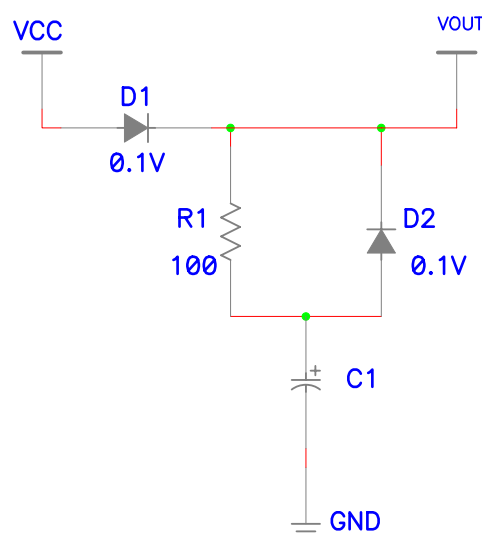 VCC
VOUT
D1
0.1V
R1
100
D2
0.1V
+
C1
GND